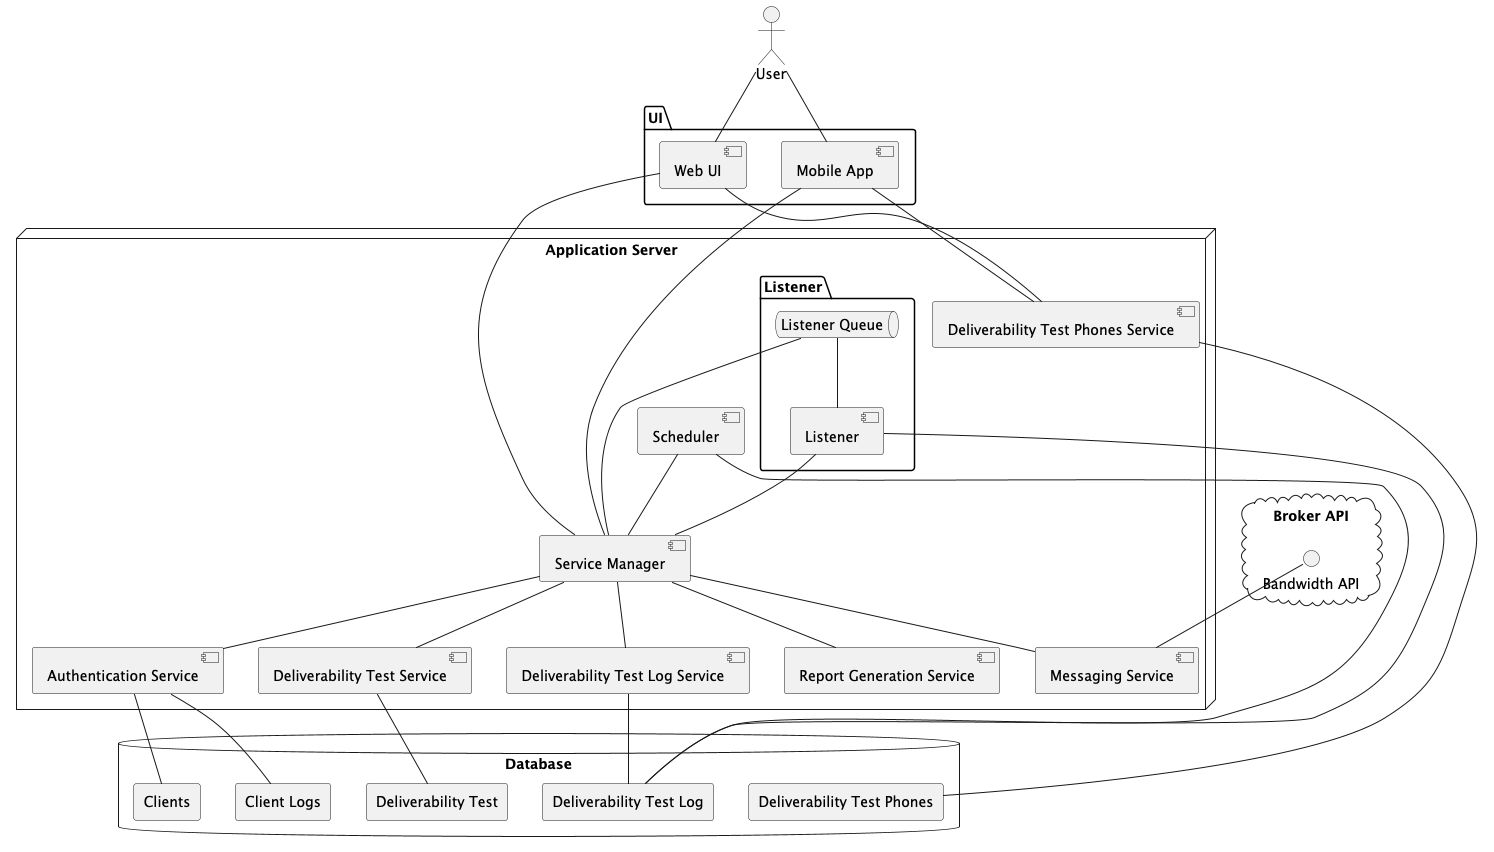 User
UI
Web UI
Mobile App
Application Server
Listener
Listener Queue
Deliverability Test Phones Service
Scheduler
Listener
Broker API
Service Manager
Bandwidth API
Authentication Service
Deliverability Test Service
Deliverability Test Log Service
Report Generation Service
Messaging Service
Database
Clients
Client Logs
Deliverability Test
Deliverability Test Log
Deliverability Test Phones